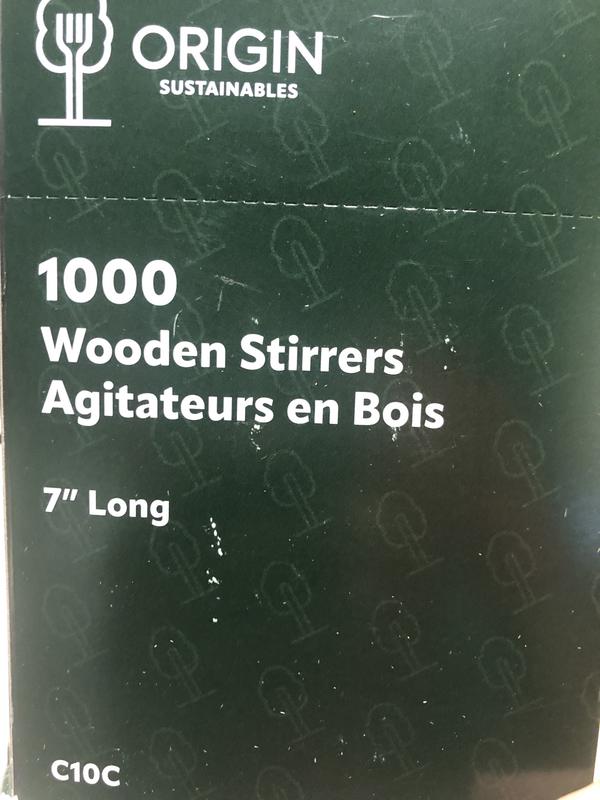 ORIGIN
SUSTAINABLES
1000
Wooden Stirrers
Agitateurs en Bois
7” Long
C10C